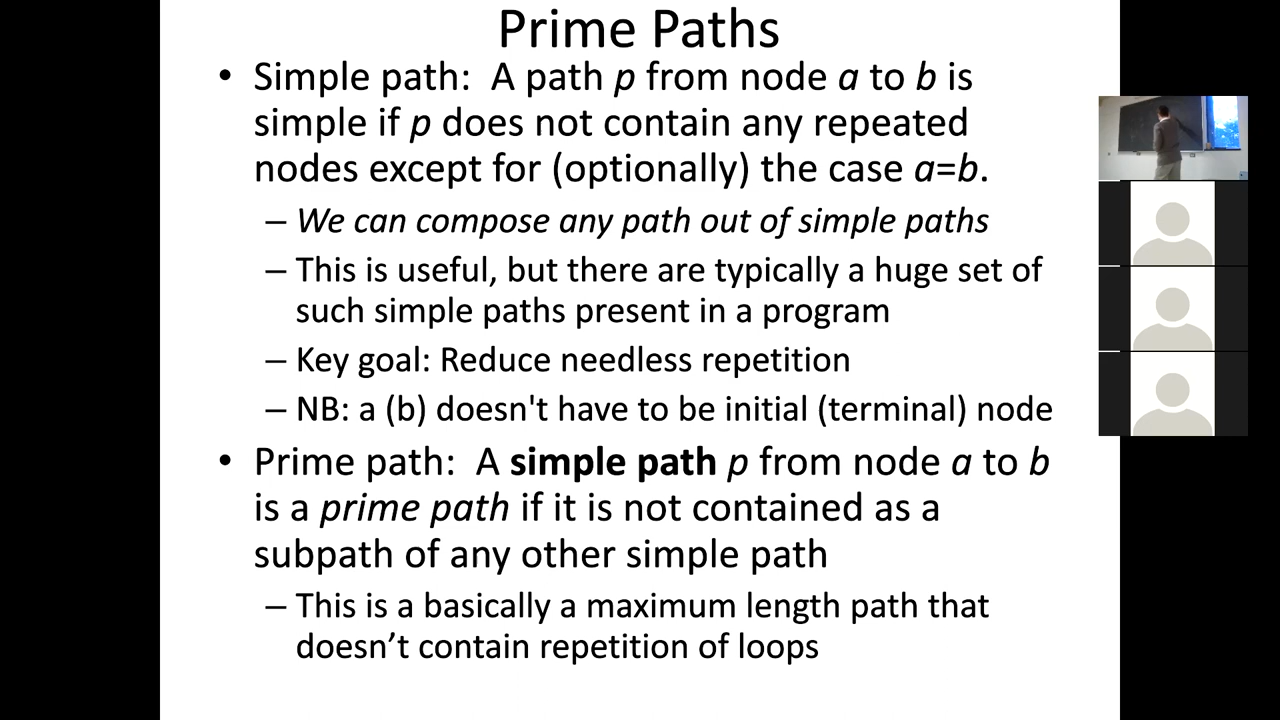 Prime Paths
• Simple path:  A path p from node a to b is
simple if p does not contain any repeated
nodes except for (optionally) the case a=b.
– We can compose any path out of simple paths
– This is useful, but there are typically a huge set of
such simple paths present in a program
– Key goal: Reduce needless repetition
– NB: a (b) doesn't have to be initial (terminal) node
• Prime path:  A simple path p from node a to b
is a prime path if it is not contained as a
subpath of any other simple path
– This is a basically a maximum length path that
doesn’t contain repetition of loops